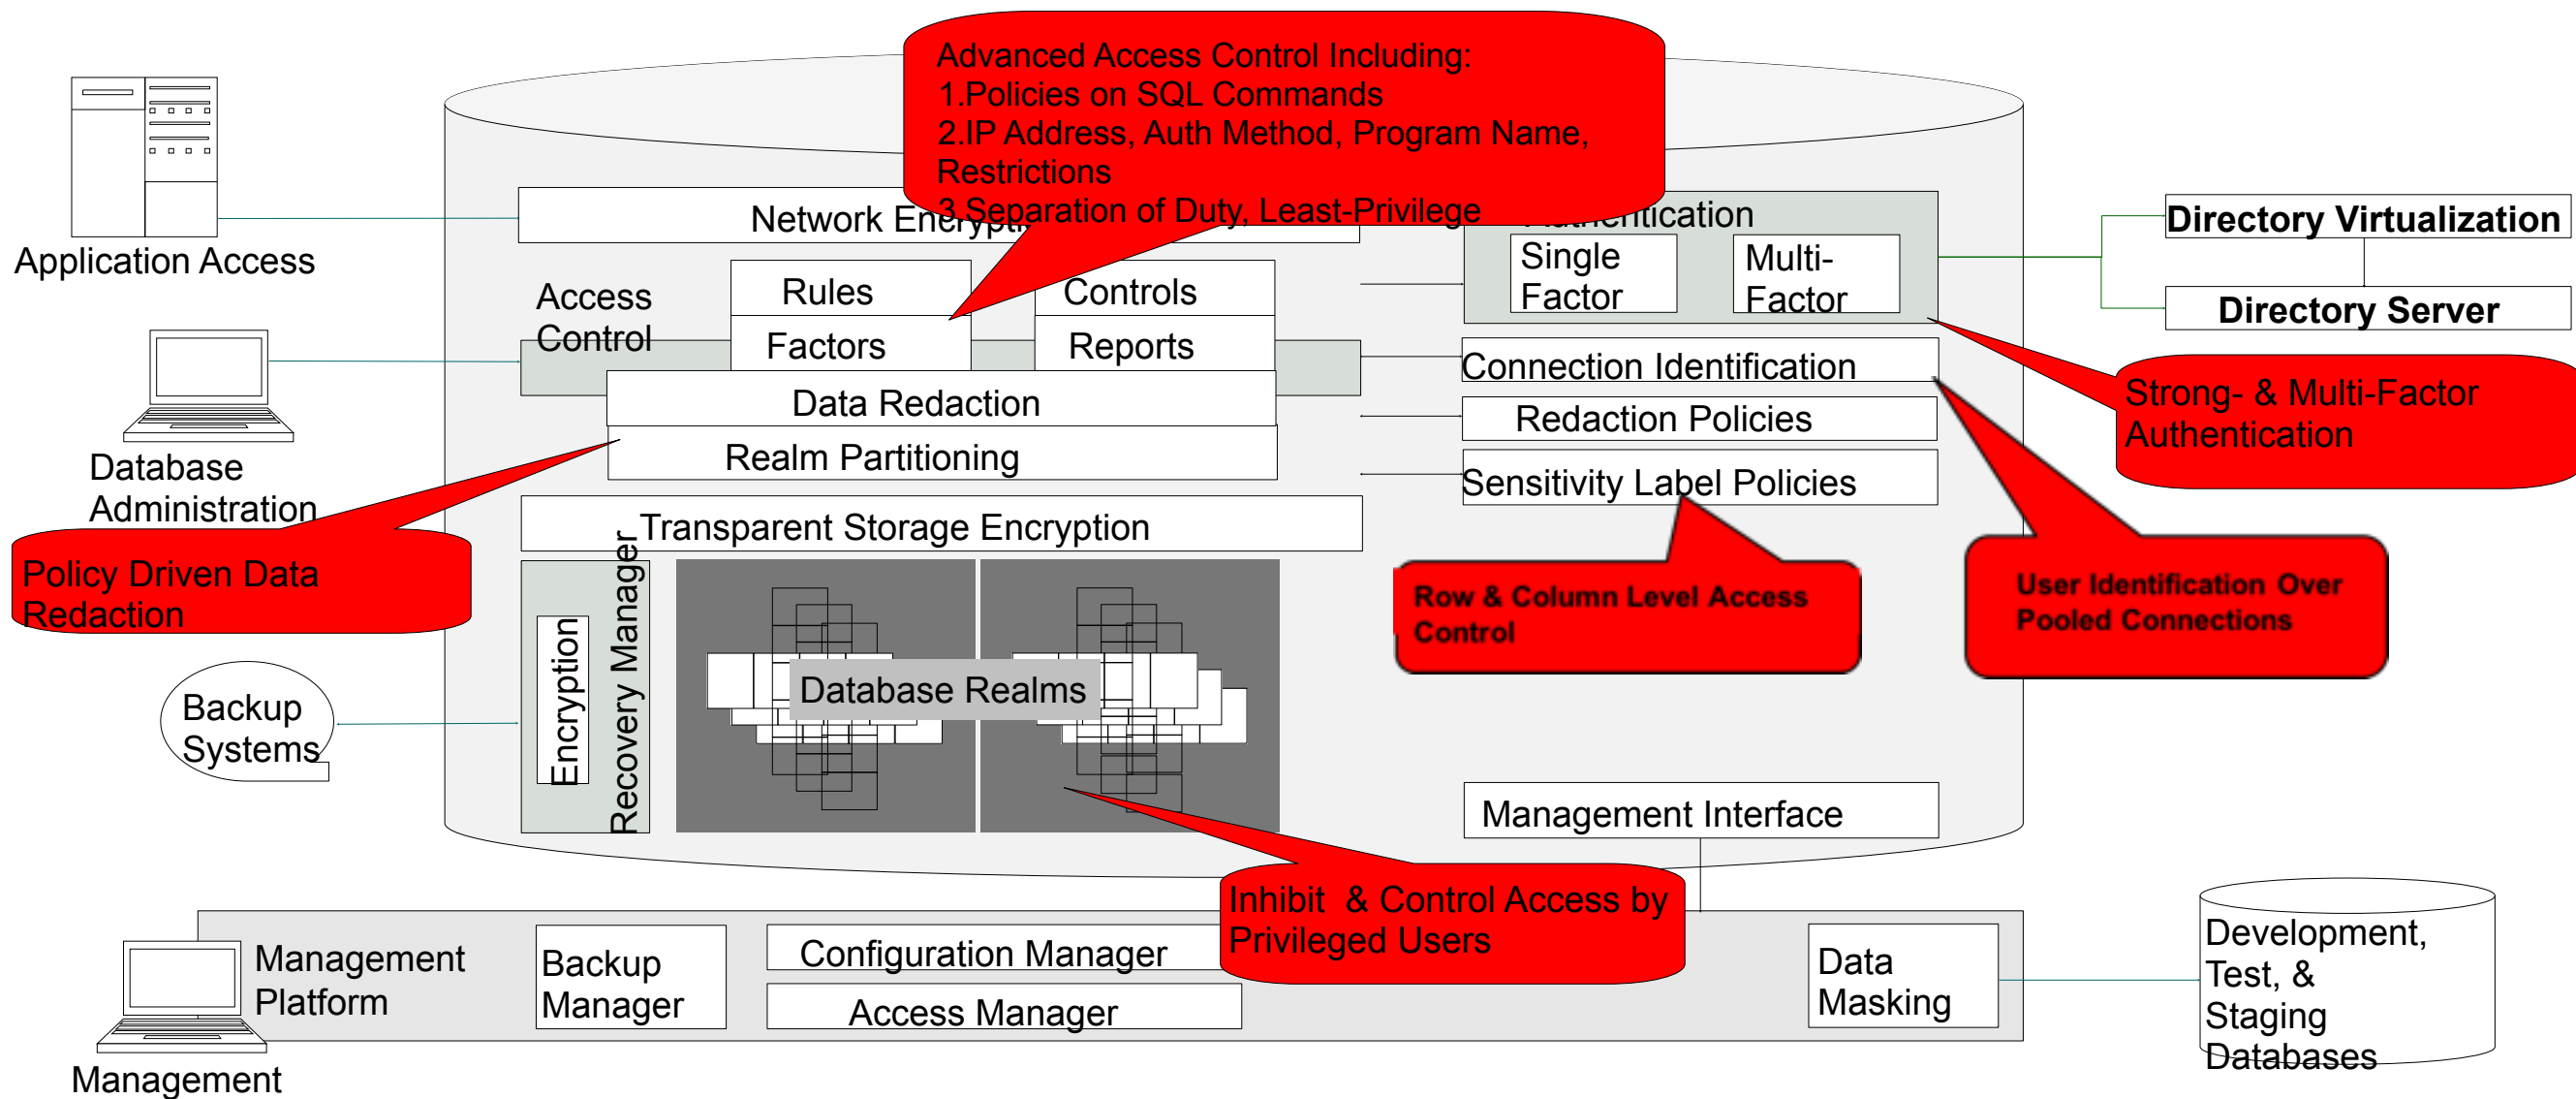 Advanced Access Control Including:
1.Policies on SQL Commands
2.IP Address, Auth Method, Program Name,
Restrictions
3.Separation of Duty, Least-Privilege
Application Access
Network Encryption
Authentication
Single
Factor
Multi-
Factor
Directory Virtualization
Directory Server
Access
Control
Rules
Controls
Factors
Reports
Connection Identification
Strong- & Multi-Factor
Authentication
Data Redaction
Redaction Policies
Realm Partitioning
Sensitivity Label Policies
Database
Administration
Transparent Storage Encryption
Policy Driven Data
Redaction
Row & Column Level Access
Control
User Identification Over
Pooled Connections
Encryption
Recovery Manager
Database Realms
Backup
Systems
Management Interface
Inhibit  & Control Access by
Privileged Users
Management
Platform
Backup
Manager
Configuration Manager
Access Manager
Data
Masking
Development,
Test, &
Staging
Databases
Management